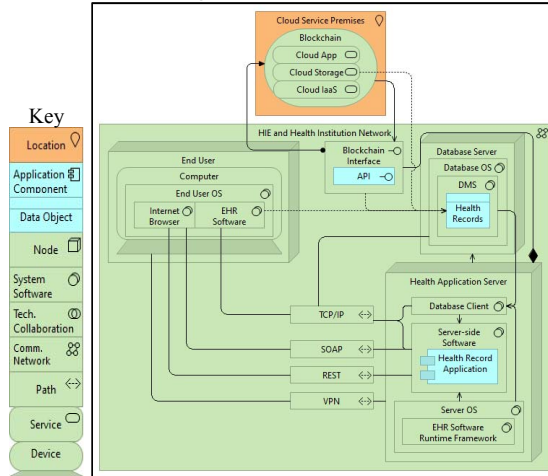 Cloud Service Premises
Blockchain
Cloud App
Cloud Storage
Cloud IaaS
Key
Location
Application
Component
Data Object
Node
System
Software
Tech.
Collaboration
Comm.
Network
Path
Service
Device
HIE and Health Institution Network
End User
Computer
End User OS
Internet
Browser
EHR
Software
Blockchain
Interface
API
Database Server
Database OS
DMS
Health
Records
TCP/IP
SOAP
REST
VPN
Health Application Server
Database Client
Server-side
Software
Health Record
Application
Server OS
EHR Software
Runtime Framework